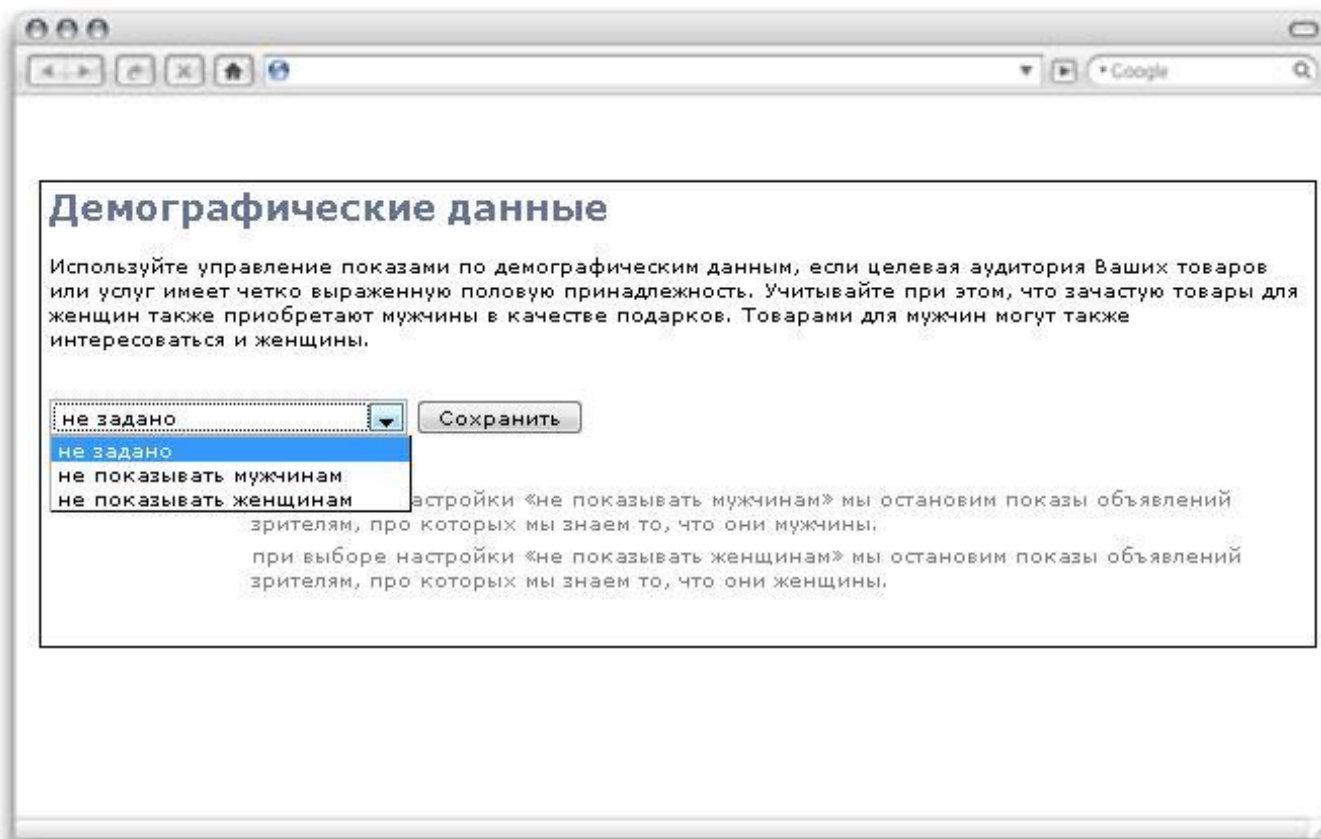 Google
Демографические данные
Используйте управление показами по демографическим данным, если целевая аудитория Ваших товаров
или услуг имеет четко выраженную половую принадлежность. Учитывайте при этом, что зачастую товары для
женщин также приобретают мужчины в качестве подарков. Товарами для мужчин могут также
интересоваться и женщины.
не задано Сохранить
не задано
не показывать мужчинам
не показывать женщинам
астройки «не показывать мужчинам» мы остановим показы объявлений
зрителям, про которых мы знаем то, что они мужчины.
при выборе настройки «не показывать женщинам» мы остановим показы объявлений
зрителям, про которых мы знаем то, что они женщины.